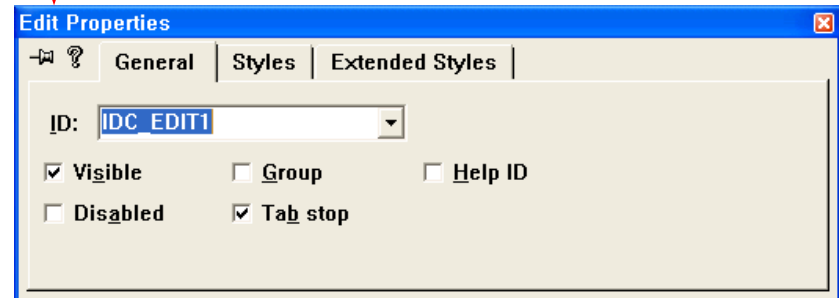 Edit Properties
? General Styles Extended Styles
ID: IDC_EDIT1
Visible Group Help ID
Disabled Tab stop